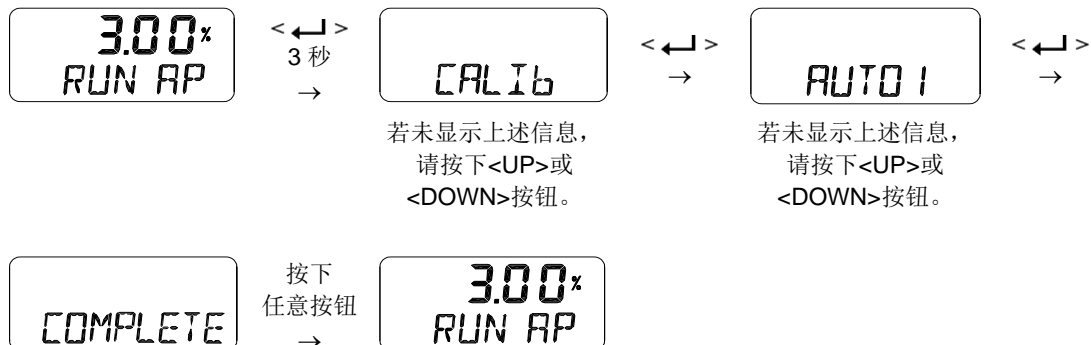 3.00%
RUN AP
<↵>
3 秒
→
CALIb
若未显示上述信息，
请按下<UP>或
<DOWN>按钮。
<↵>
→
AUTO 1
若未显示上述信息，
请按下<UP>或
<DOWN>按钮。
<↵>
→
COMPLETE
按下
任意按钮
→
3.00%
RUN AP